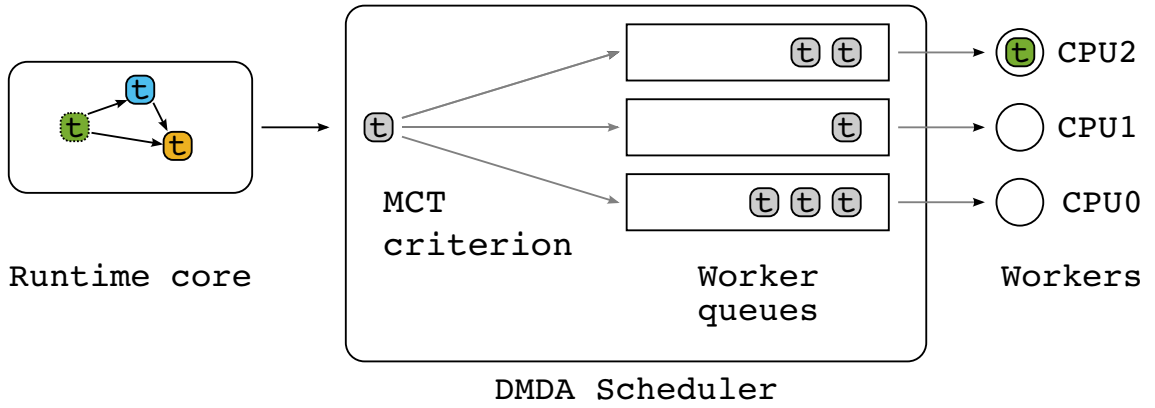 t t CPU2
t
t t t t CPU1
t
t t t CPU0
MCT
criterion
Runtime core
Worker
queues
Workers
DMDA Scheduler